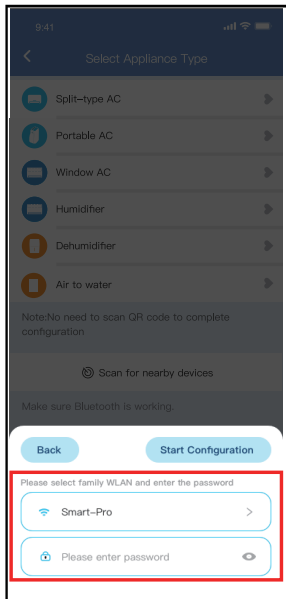 9:41
Select Appliance Type
Split-type AC
Portable AC
Window AC
Humidifier
Dehumidifier
Air to water
Note:No need to scan QR code to complete
configuration
Scan for nearby devices
Make sure Bluetooth is working.
Back
Start Configuration
Please select family WLAN and enter the password
Smart-Pro
Please enter password